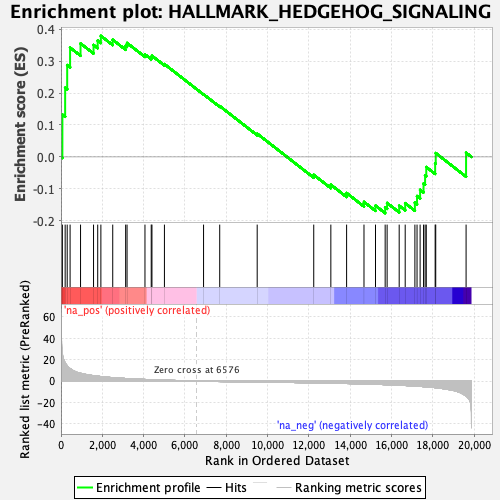 Enrichment plot: HALLMARK_HEDGEHOG_SIGNALING
Enrichment score (ES)
0.4
0.3
0.2
0.1
0.0
-0.1
-0.2
'na_pos' (positively correlated)
Ranked list metric (PreRanked)
60
40
20
0
-20
-40
Zero cross at 6576
'na_neg' (negatively correlated)
0 2,000 4,000 6,000 8,000 10,000 12,000 14,000 16,000 18,000 20,000
Rank in Ordered Dataset
Enrichment profile Hits Ranking metric scores